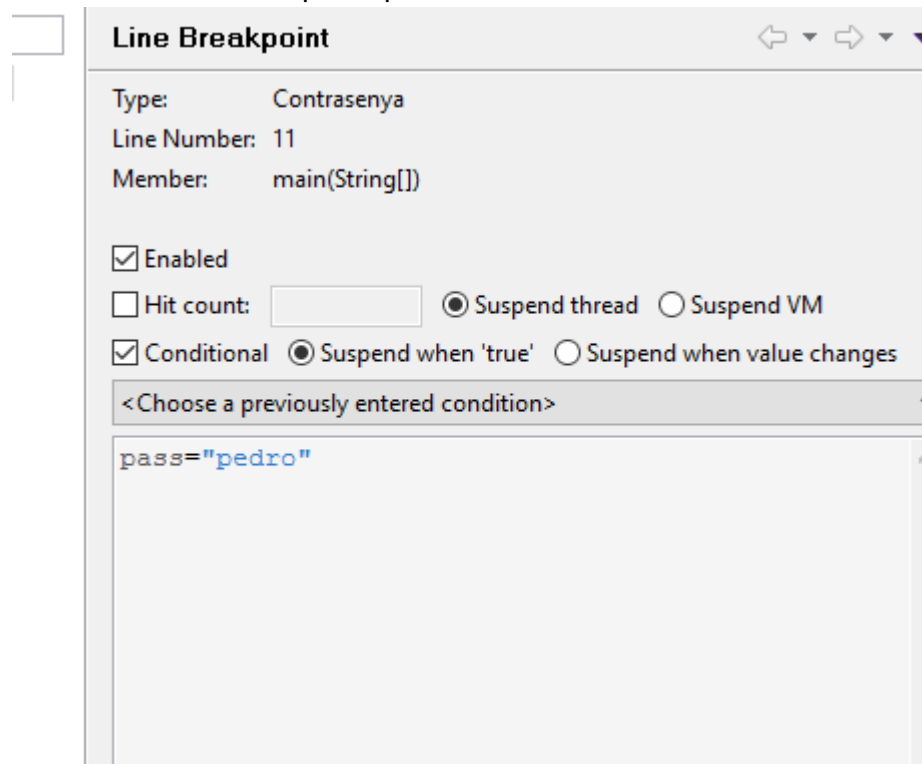 Line Breakpoint
Type: Contrasenya
Line Number: 11
Member: main(String[])
Enabled
Hit count: Suspend thread Suspend VM
Conditional Suspend when 'true' Suspend when value changes
<Choose a previously entered condition>
pass="pedro"